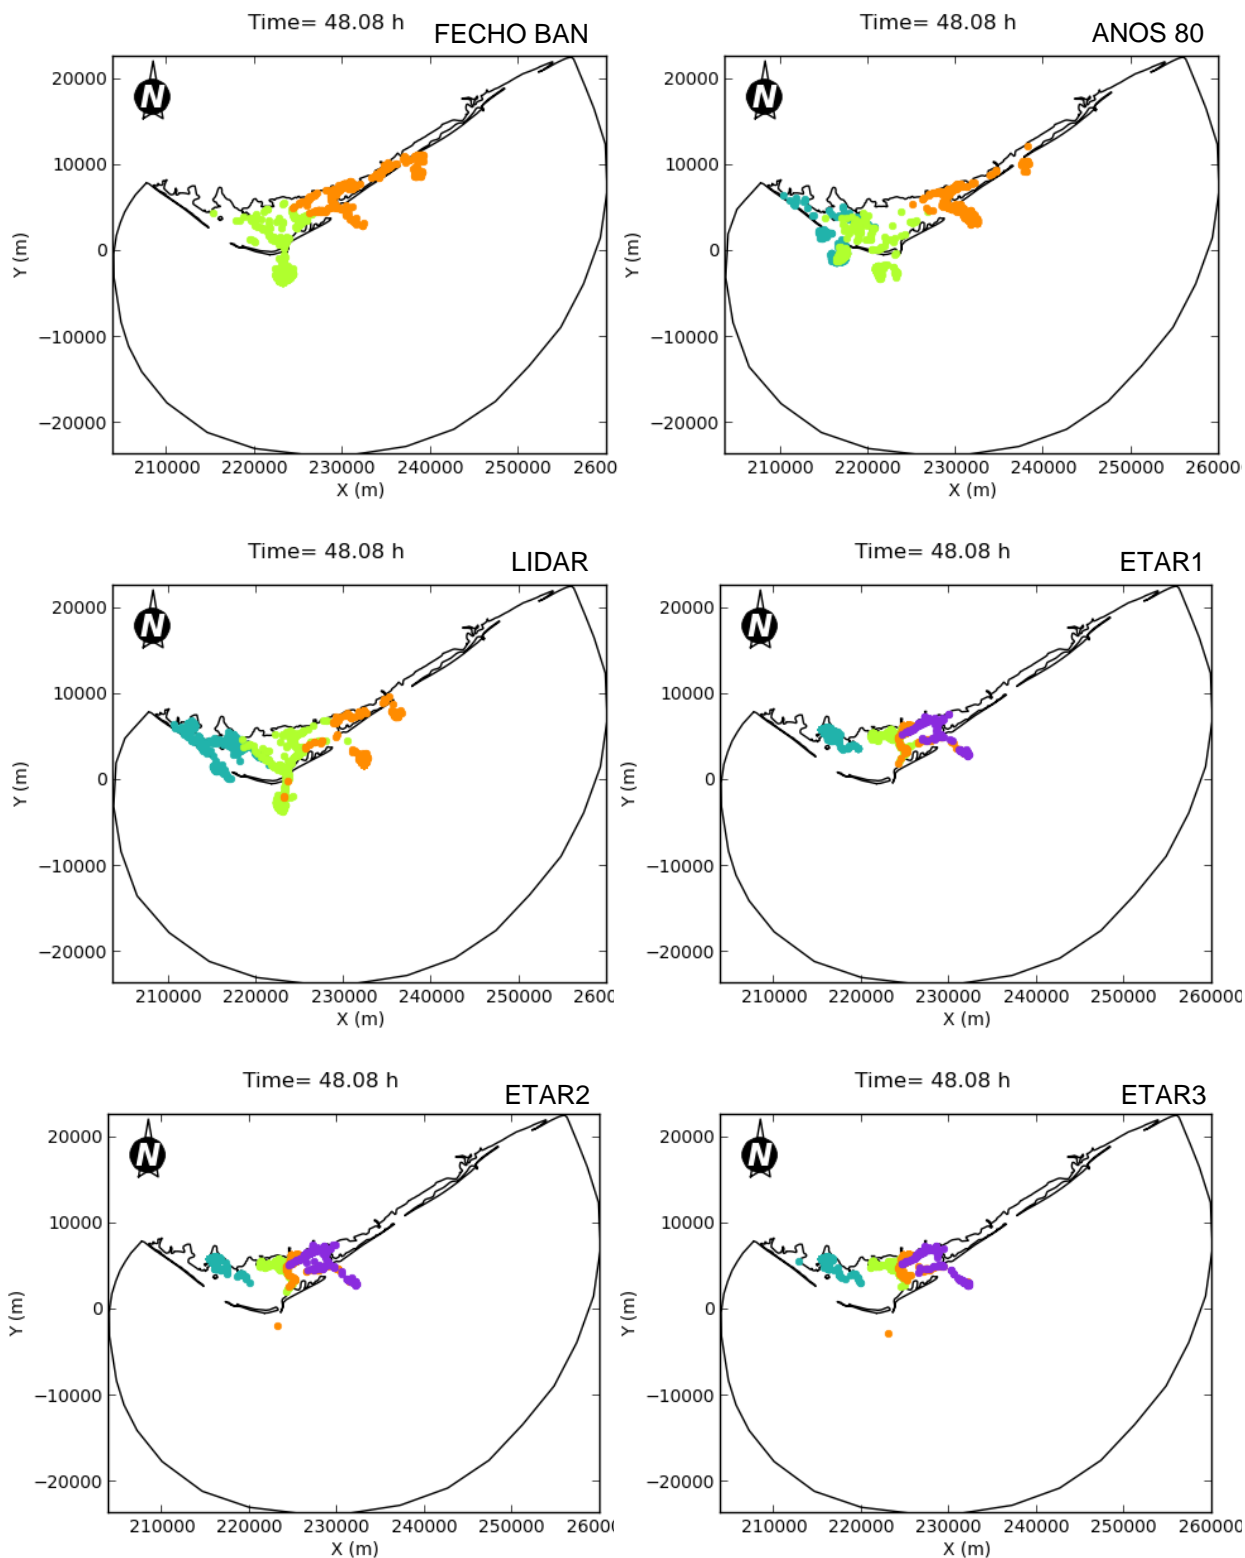 Time= 48.08 h
FECHO BAN
N
20000
10000
0
−10000
−20000
Y (m)
210000 220000 230000 240000 250000 2600
X (m)
Time= 48.08 h
ANOS 80
N
20000
10000
0
−10000
−20000
Y (m)
210000 220000 230000 240000 250000 260000
X (m)
Time= 48.08 h
LIDAR
N
20000
10000
0
−10000
−20000
Y (m)
210000 220000 230000 240000 250000 2600
X (m)
Time= 48.08 h
ETAR1
N
20000
10000
0
−10000
−20000
Y (m)
210000 220000 230000 240000 250000 260000
X (m)
Time= 48.08 h
ETAR2
N
20000
10000
0
−10000
−20000
Y (m)
210000 220000 230000 240000 250000 26000
X (m)
Time= 48.08 h
ETAR3
N
20000
10000
0
−10000
−20000
Y (m)
210000 220000 230000 240000 250000 260000
X (m)